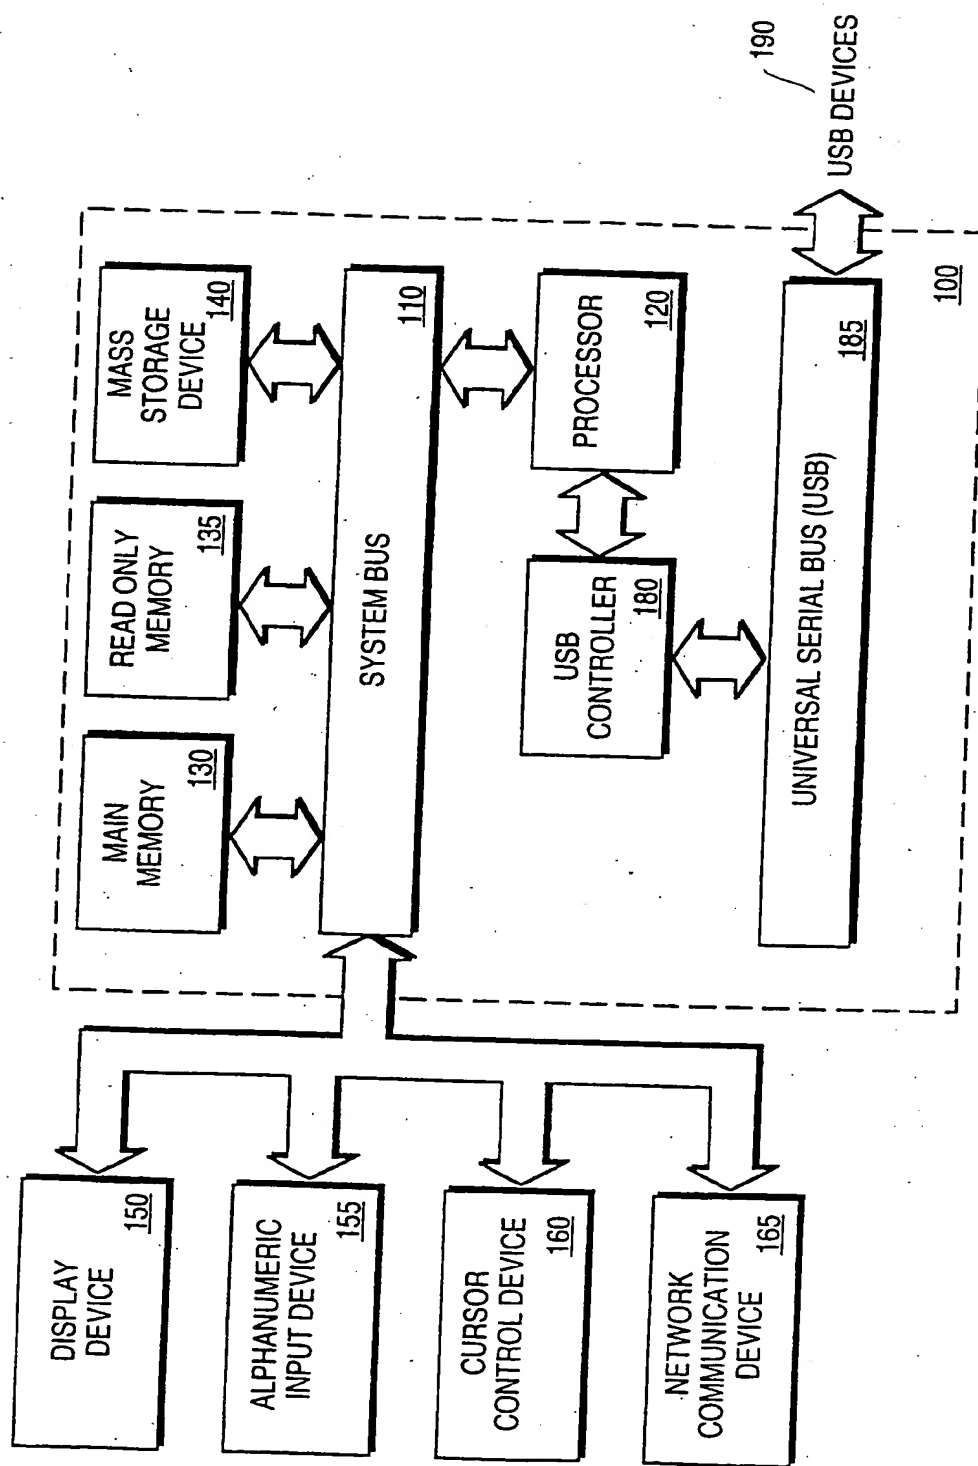 DISPLAY
DEVICE
150
ALPHANUMERIC
INPUT DEVICE
155
CURSOR
CONTROL DEVICE
160
NETWORK
COMMUNICATION
DEVICE
165
MAIN
MEMORY
130
READ ONLY
MEMORY
135
MASS
STORAGE
DEVICE
140
SYSTEM BUS
110
USB
CONTROLLER
180
PROCESSOR
120
UNIVERSAL SERIAL BUS (USB)
185
100
USB DEVICES
190